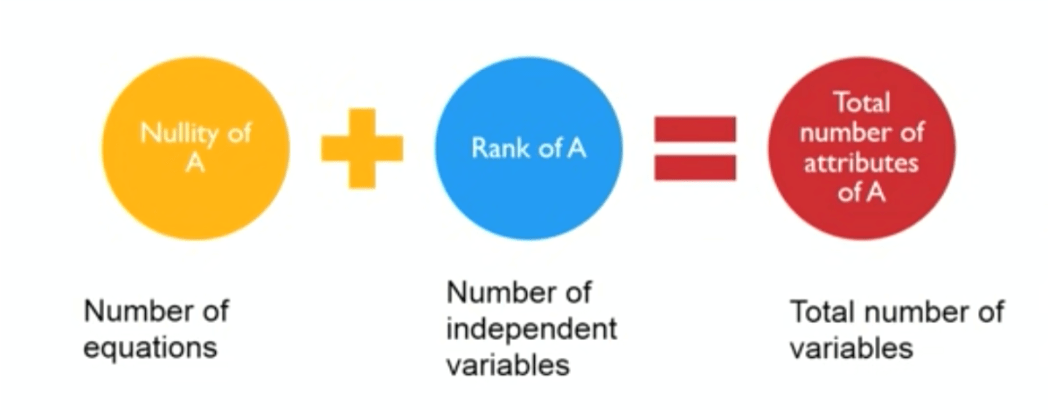 Nullity of
A
Rank of A
Total
number of
attributes
of A
Number of
equations
Number of
independent
variables
Total number of
variables